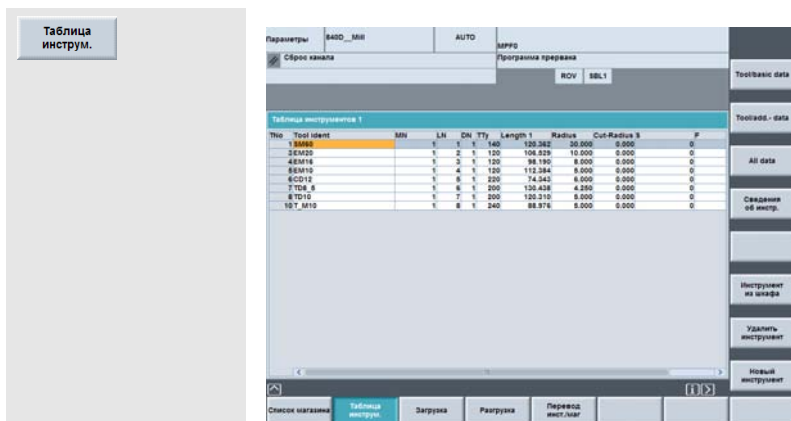 Таблица
инструм.
Параметры 840D__Mill AUTO
MPF0
Сброс канала Программа прервана
ROV SBL1
Таблица инструментов 1
TNo Tool ident MN LN DN TTy Length 1 Radius Cut-Radius S P
1 SM60 1 1 1 140 120.362 30.000 0.000 0
3 EM20 1 2 1 120 106.529 10.000 0.000 0
4 EM16 1 3 1 120 98.190 8.000 0.000 0
5 EM10 1 4 1 120 112.384 5.000 0.000 0
6 CD12 1 5 1 220 74.343 6.000 0.000 0
7 TD8_5 1 6 1 200 130.438 4.250 0.000 0
8 TD10 1 7 1 200 120.310 5.000 0.000 0
10 T_M10 1 8 1 240 88.976 5.000 0.000 0
Tool/basic data
Tool/add.- data
All data
Сведения
об инстр.
Инструмент
из шкафа
Удалить
инструмент
Новый
инструмент
Список магазина
Таблица
инструм.
Загрузка
Разгрузка
Перевод
инст./маг